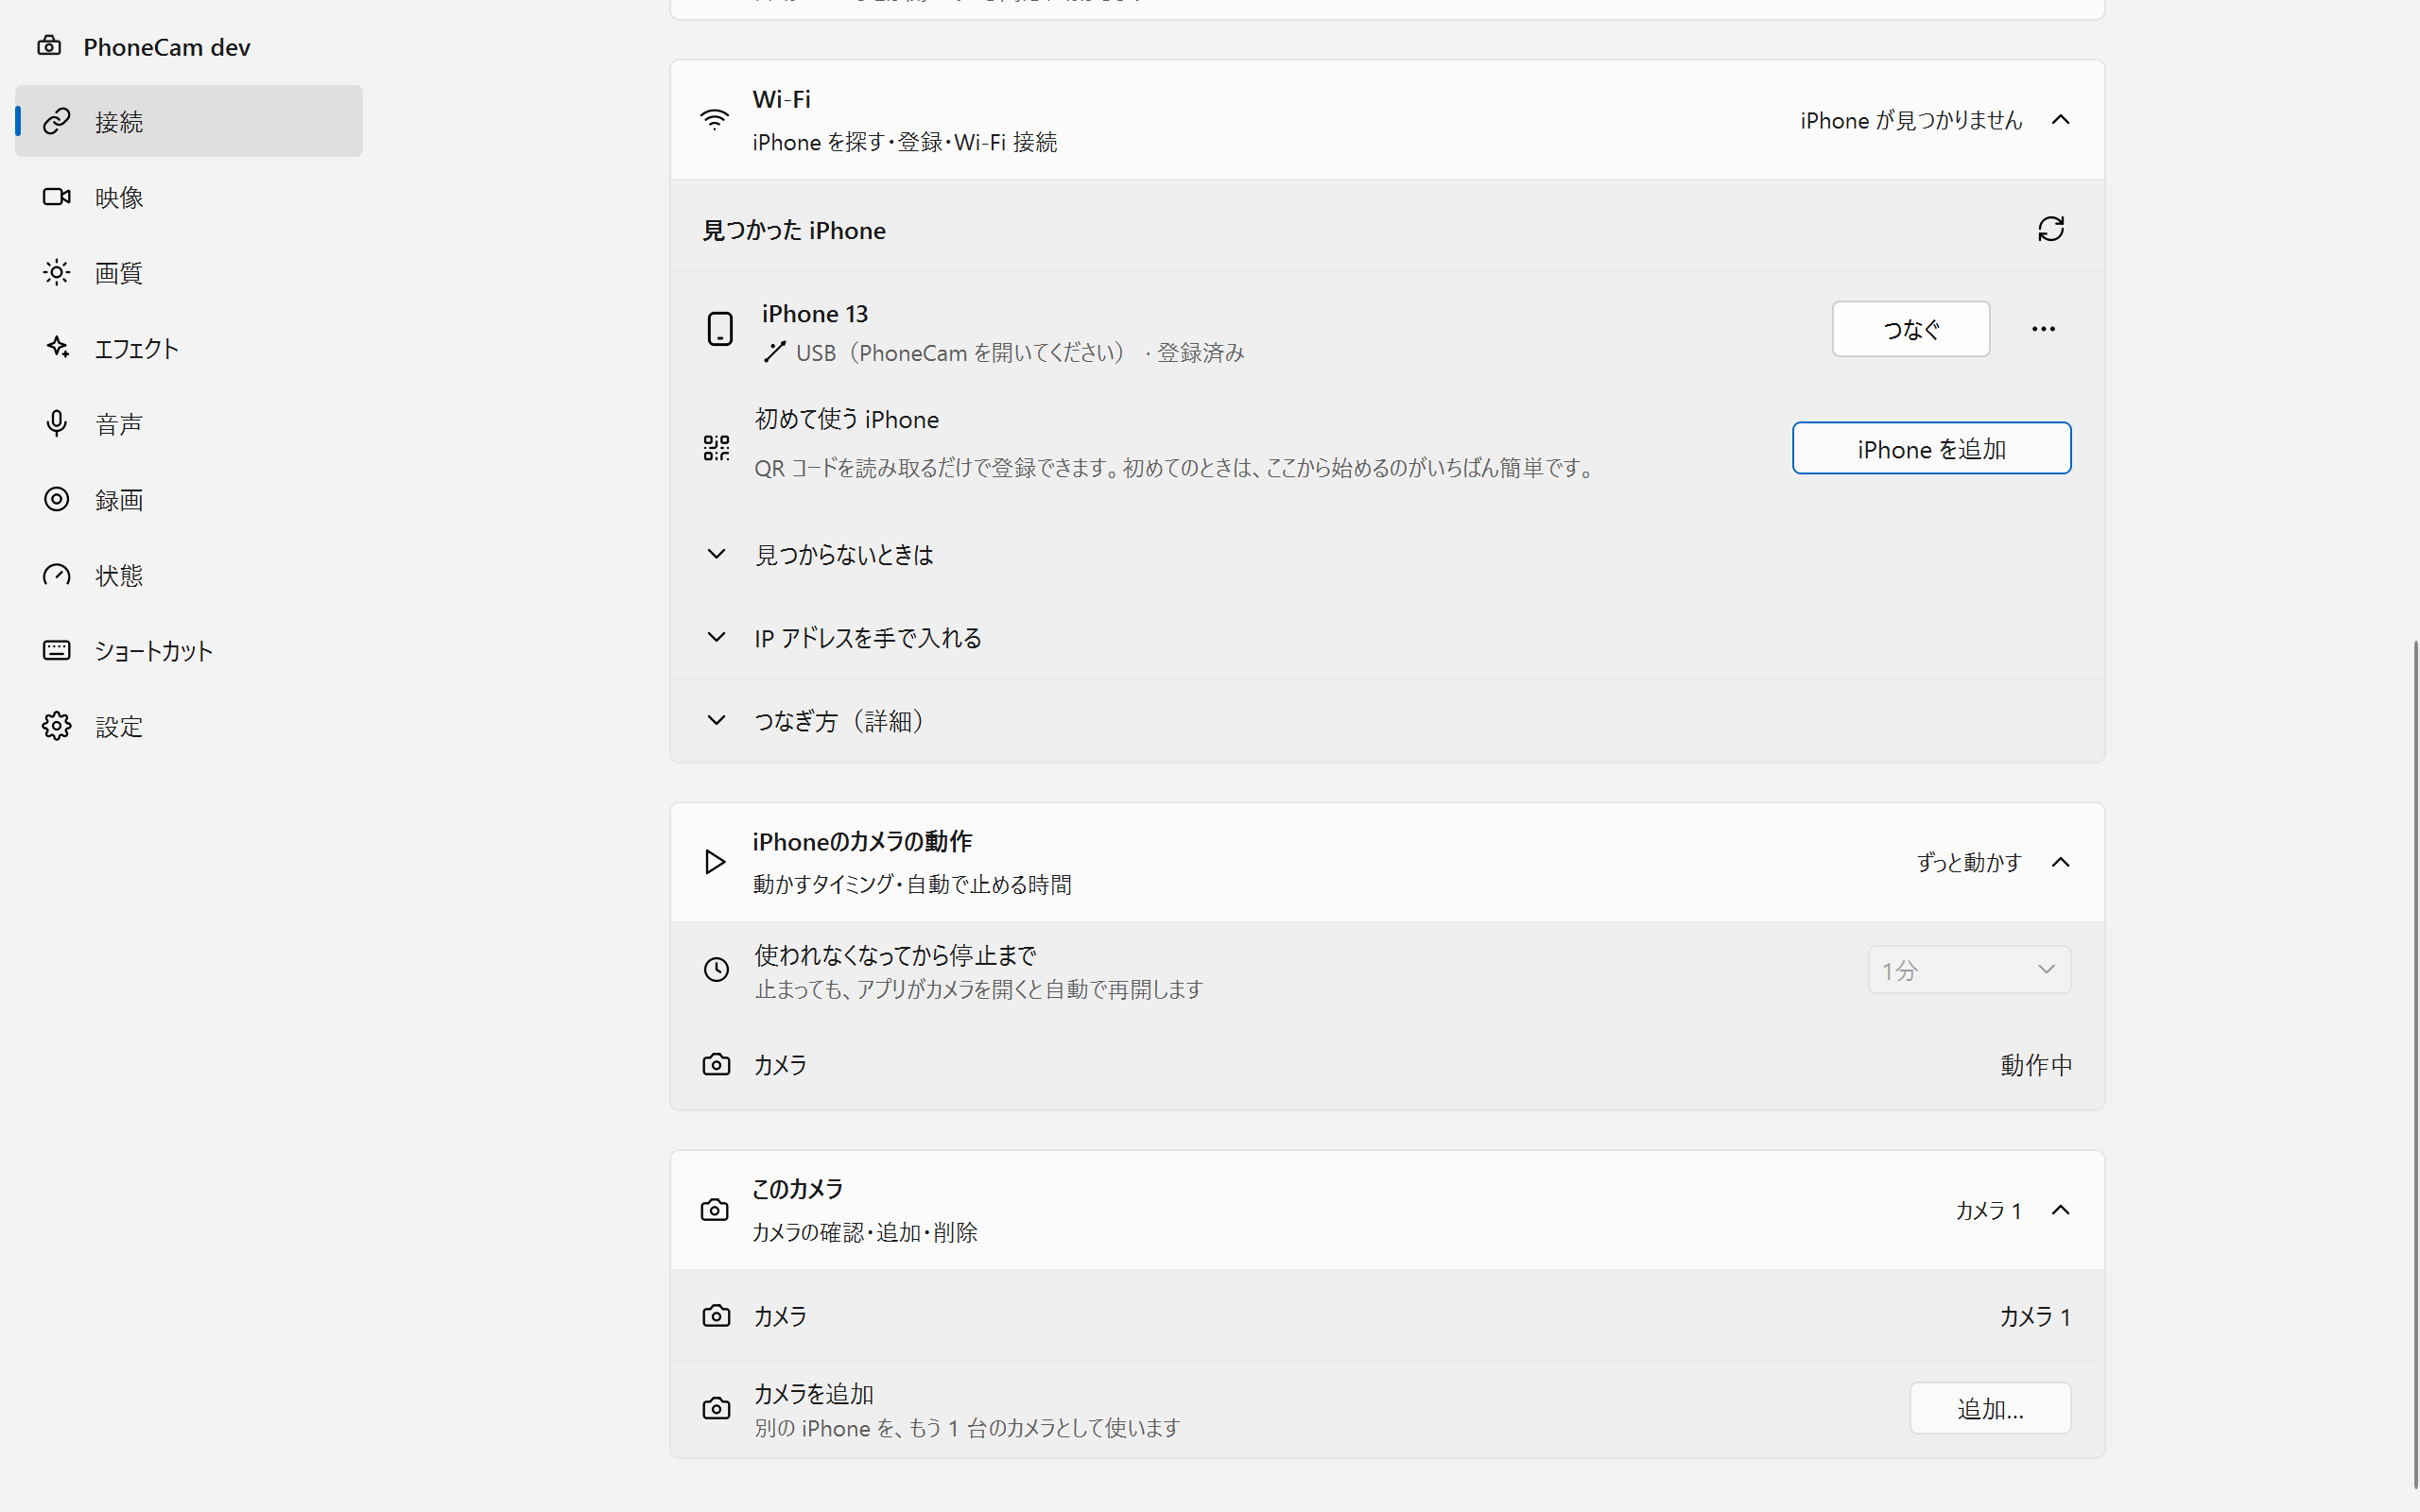 PhoneCam dev
接続
映像
画質
エフェクト
音声
録画
状態
ショートカット
設定
Wi-Fi
iPhone を探す・登録・Wi-Fi 接続
iPhone が見つかりません
見つかった iPhone
iPhone 13
USB（PhoneCam を開いてください） · 登録済み
つなぐ
初めて使う iPhone
QR コードを読み取るだけで登録できます。初めてのときは、ここから始めるのがいちばん簡単です。
iPhone を追加
見つからないときは
IP アドレスを手で入れる
つなぎ方（詳細）
iPhoneのカメラの動作
動かすタイミング・自動で止める時間
ずっと動かす
使われなくなってから停止まで
止まっても、アプリがカメラを開くと自動で再開します
1分
カメラ
動作中
このカメラ
カメラの確認・追加・削除
カメラ 1
カメラ
カメラ 1
カメラを追加
別の iPhone を、もう 1 台のカメラとして使います
追加...